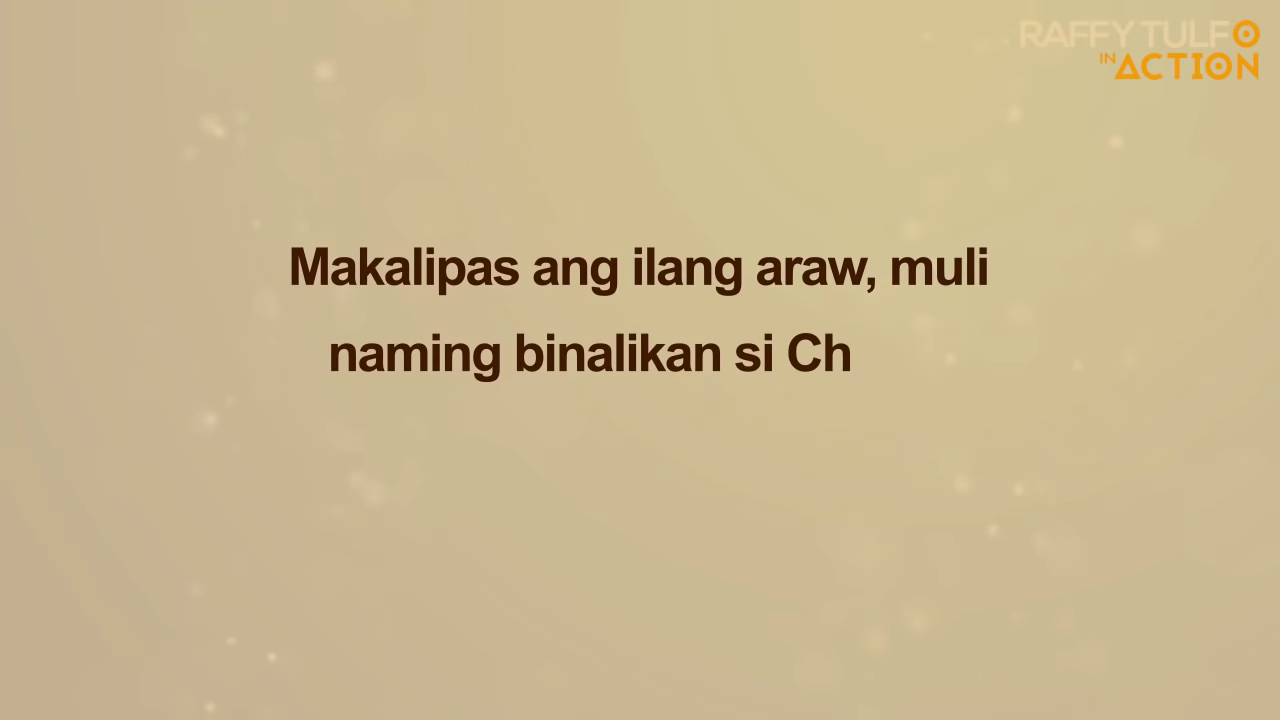 RAFFY TULFO
IN ACTION
Makalipas ang ilang araw, muli
naming binalikan si Ch